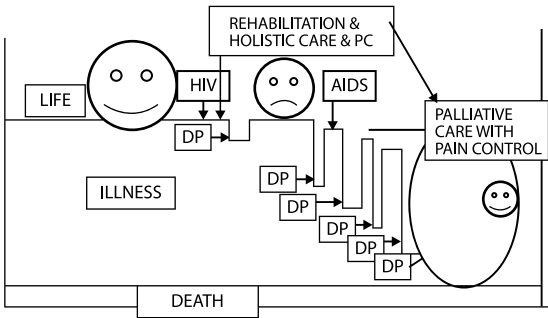 REHABILITATION &
HOLISTIC CARE & PC
LIFE
HIV
AIDS
DP
PALLIATIVE
CARE WITH
PAIN CONTROL
ILLNESS
DP
DP
DP
DP
DP
DEATH